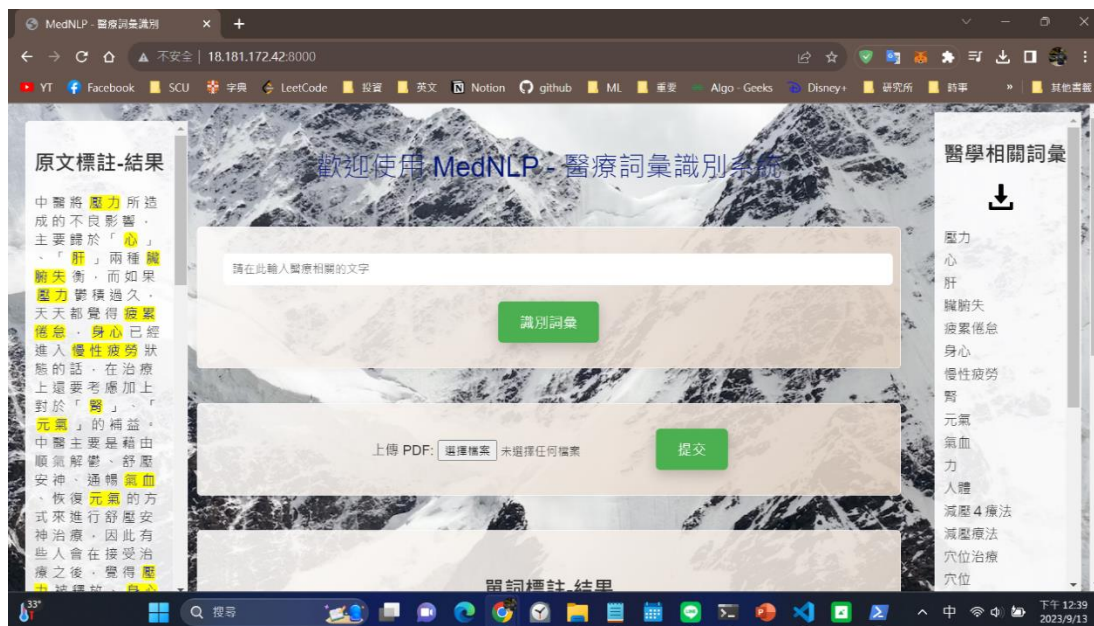 MedNLP - 醫療詞彙識別
不安全 | 18.181.172.42:8000
YT Facebook SCU 字典 LeetCode 投資 英文 Notion github ML 重要 Algo - Geeks Disney+ 研究所 時事 » 其他書籤
原文標註-結果
中醫將 壓力 所造
成的不良影響，
主要歸於「 心 」
、「 肝 」兩種 臟
腑失 衡，而如果
壓力 鬱積過久，
天天都覺得 疲累
倦怠 ，身心 已經
進入 慢性疲勞 狀
態的話，在治療
上還要考慮加上
對於「 腎 」、「
元氣 」的補益。
中醫主要是藉由
順氣解鬱、舒壓
安神、通暢 氣血
、恢復 元氣 的方
式來進行舒壓安
神治療，因此有
些人會在接受治
療之後，覺得 壓
力 被釋放、身心
歡迎使用 MedNLP - 醫療詞彙識別系統
請在此輸入醫療相關的文字
識別詞彙
上傳 PDF: 選擇檔案 未選擇任何檔案
提交
單詞標註-結果
醫學相關詞彙
壓力
心
肝
臟腑失
疲累倦怠
身心
慢性疲勞
腎
元氣
氣血
力
人體
減壓4療法
減壓療法
穴位治療
穴位
33°
搜尋
中
下午 12:39
2023/9/13